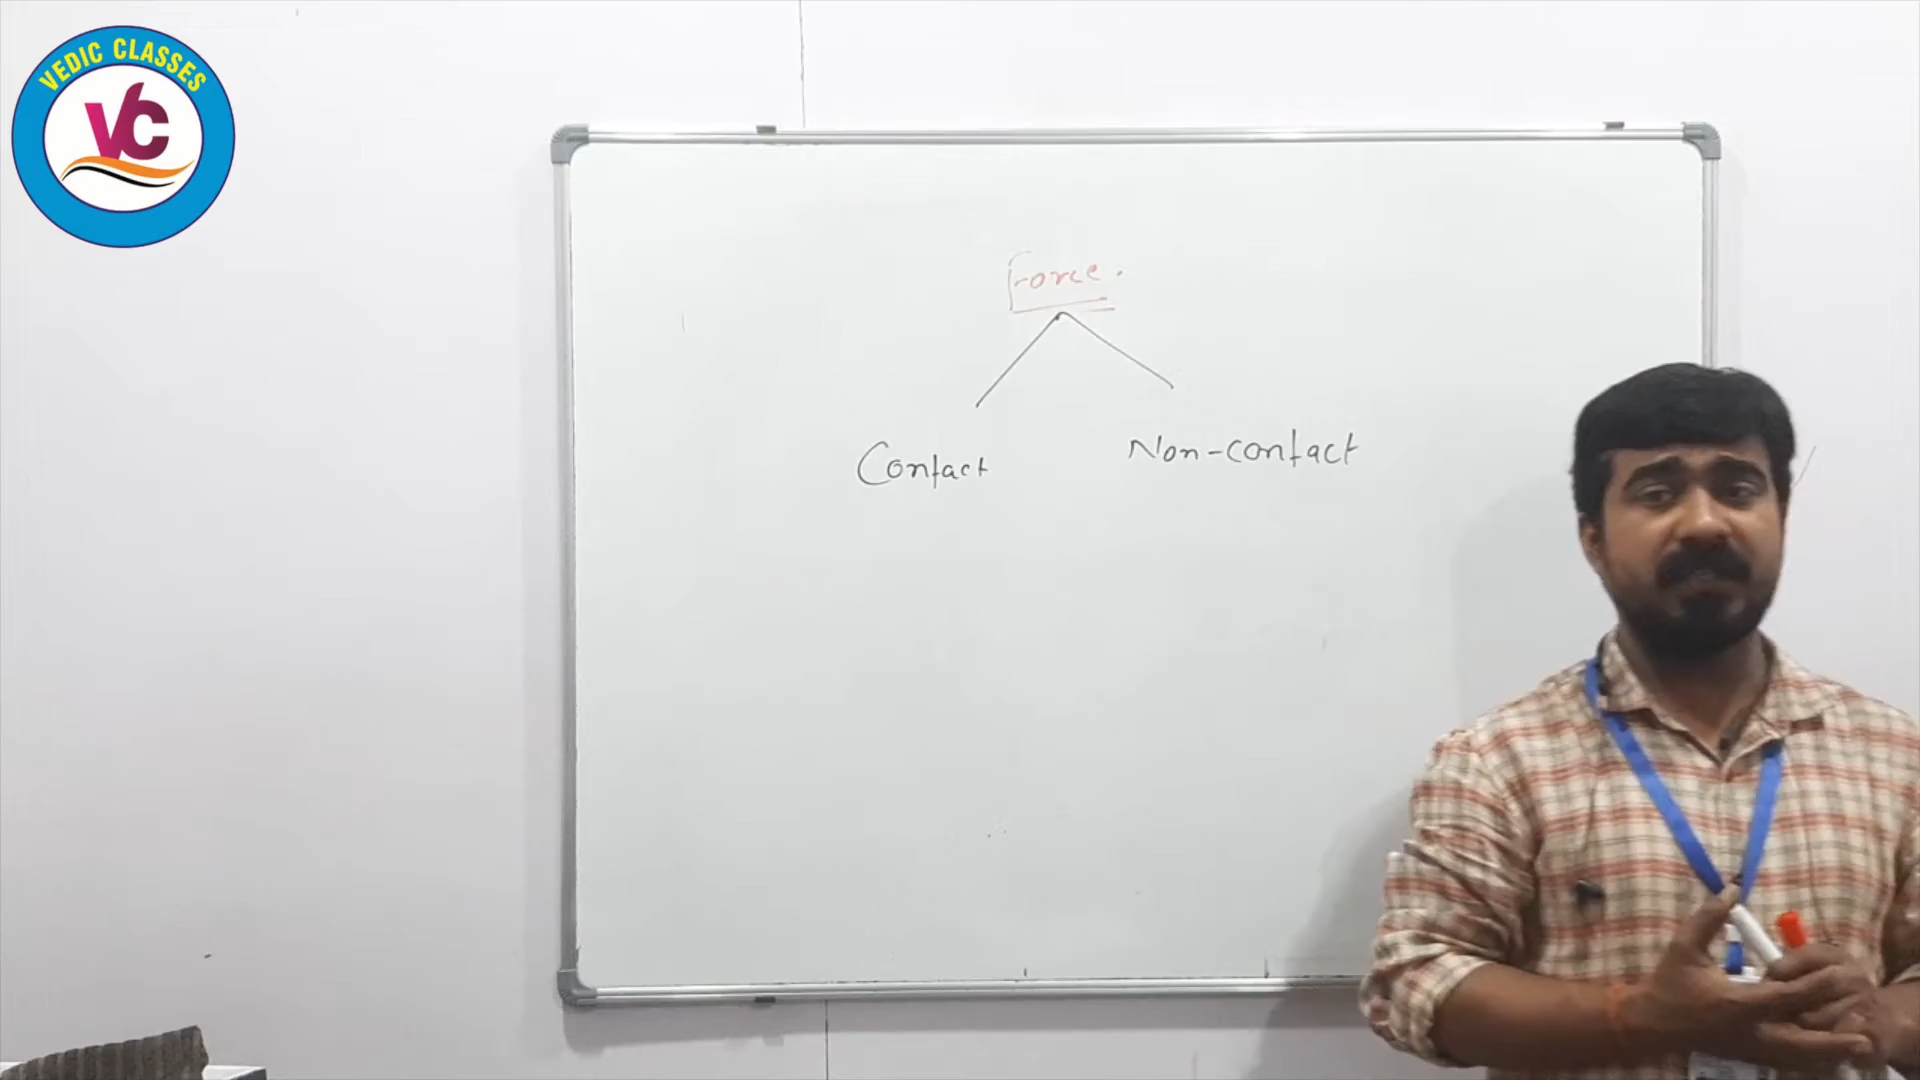 VEDIC CLASSES
VC
Force.
Contact
Non-contact